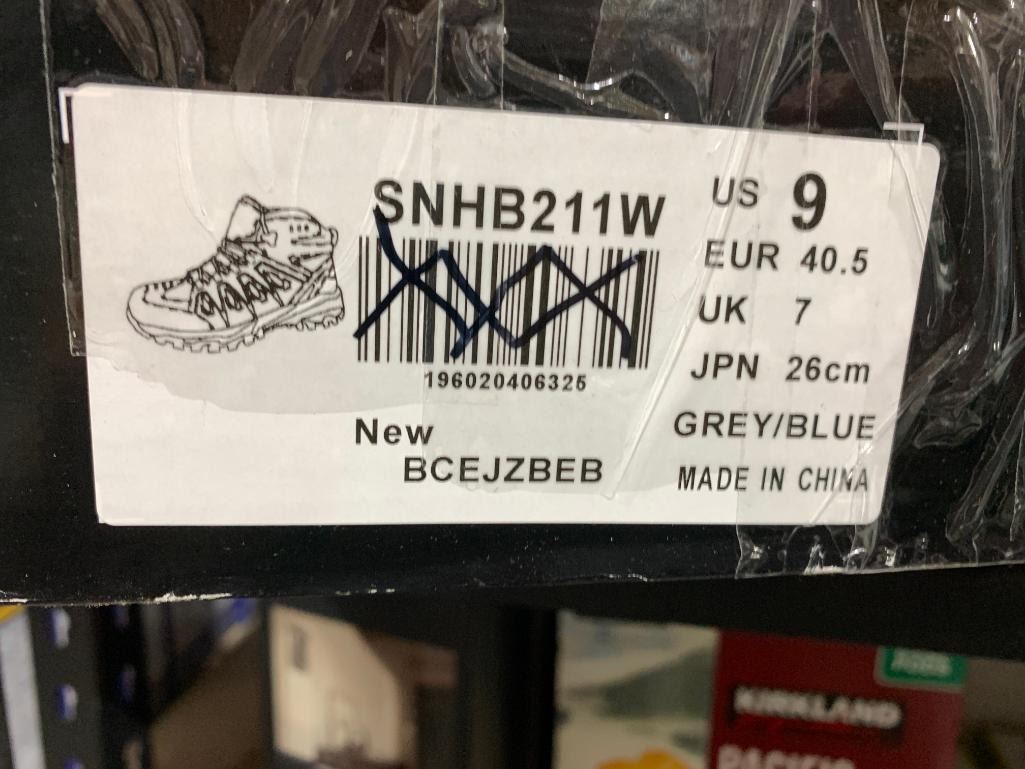 SNHB211W
196020406325
New
BCEJZBEB
US 9
EUR 40.5
UK 7
JPN 26cm
GREY/BLUE
MADE IN CHINA
KIRKLAND
PACIFIC